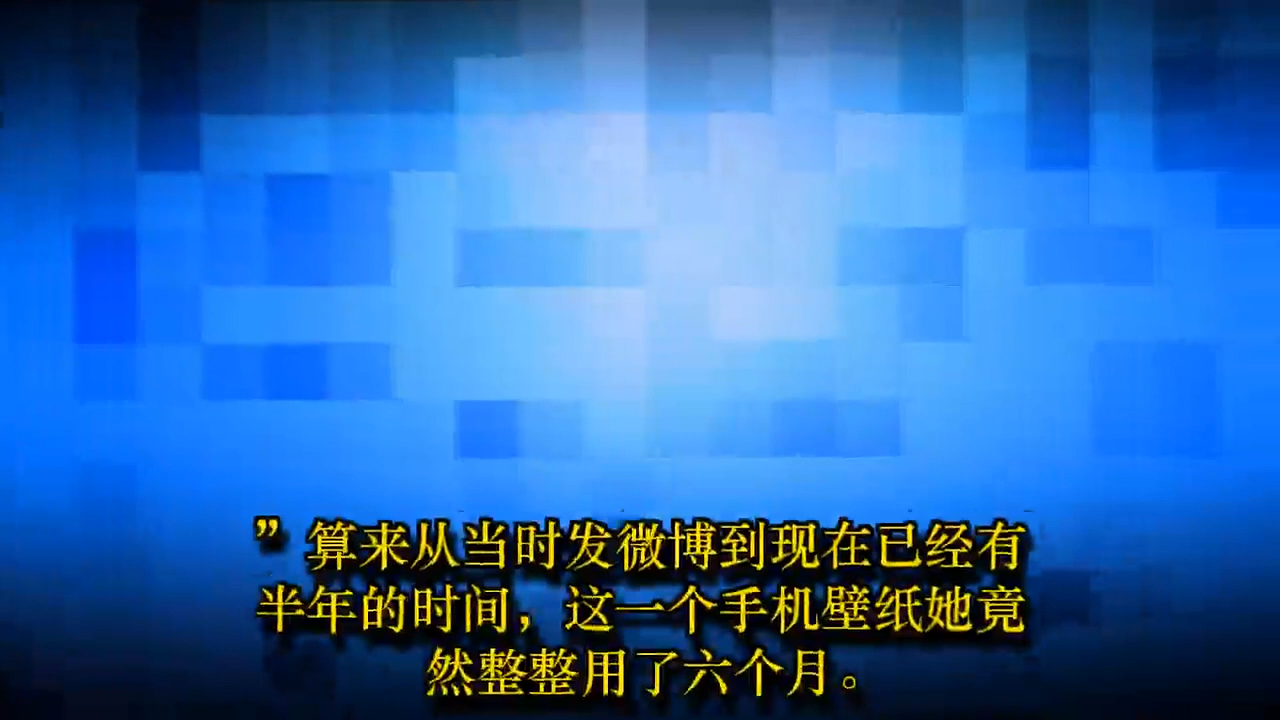 ”算来从当时发微博到现在已经有
半年的时间，这一个手机壁纸她竟
然整整用了六个月。